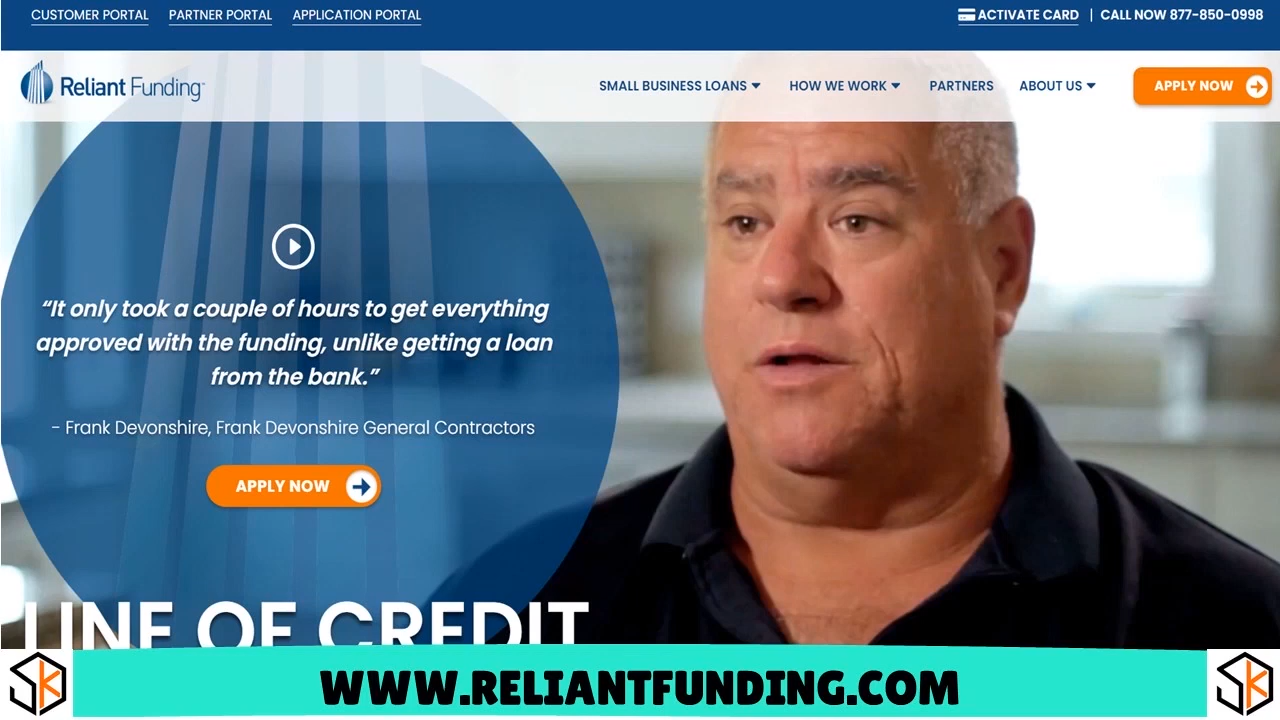 CUSTOMER PORTAL PARTNER PORTAL APPLICATION PORTAL ACTIVATE CARD | CALL NOW 877-850-0998
Reliant Funding SMALL BUSINESS LOANS HOW WE WORK PARTNERS ABOUT US APPLY NOW
“It only took a couple of hours to get everything
approved with the funding, unlike getting a loan
from the bank.”
- Frank Devonshire, Frank Devonshire General Contractors
APPLY NOW
LINE OF CREDIT
SK WWW.RELIANTFUNDING.COM SK